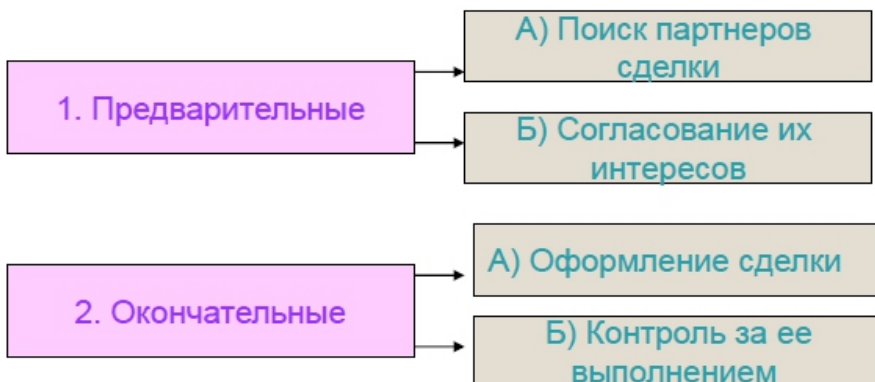 1. Предварительные
А) Поиск партнеров
сделки
Б) Согласование их
интересов
2. Окончательные
А) Оформление сделки
Б) Контроль за ее
выполнением